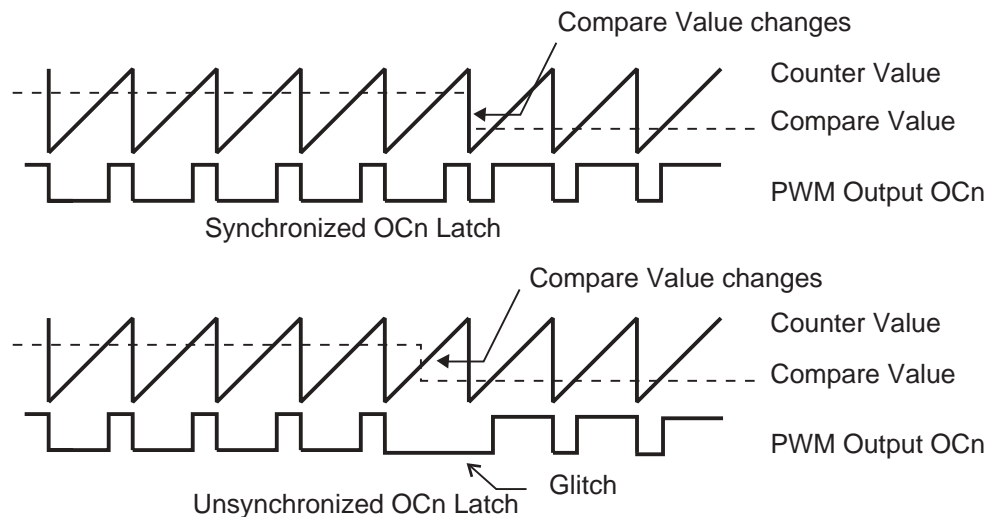 Compare Value changes
Counter Value
Compare Value
PWM Output OCn
Synchronized OCn Latch
Compare Value changes
Counter Value
Compare Value
PWM Output OCn
Glitch
Unsynchronized OCn Latch